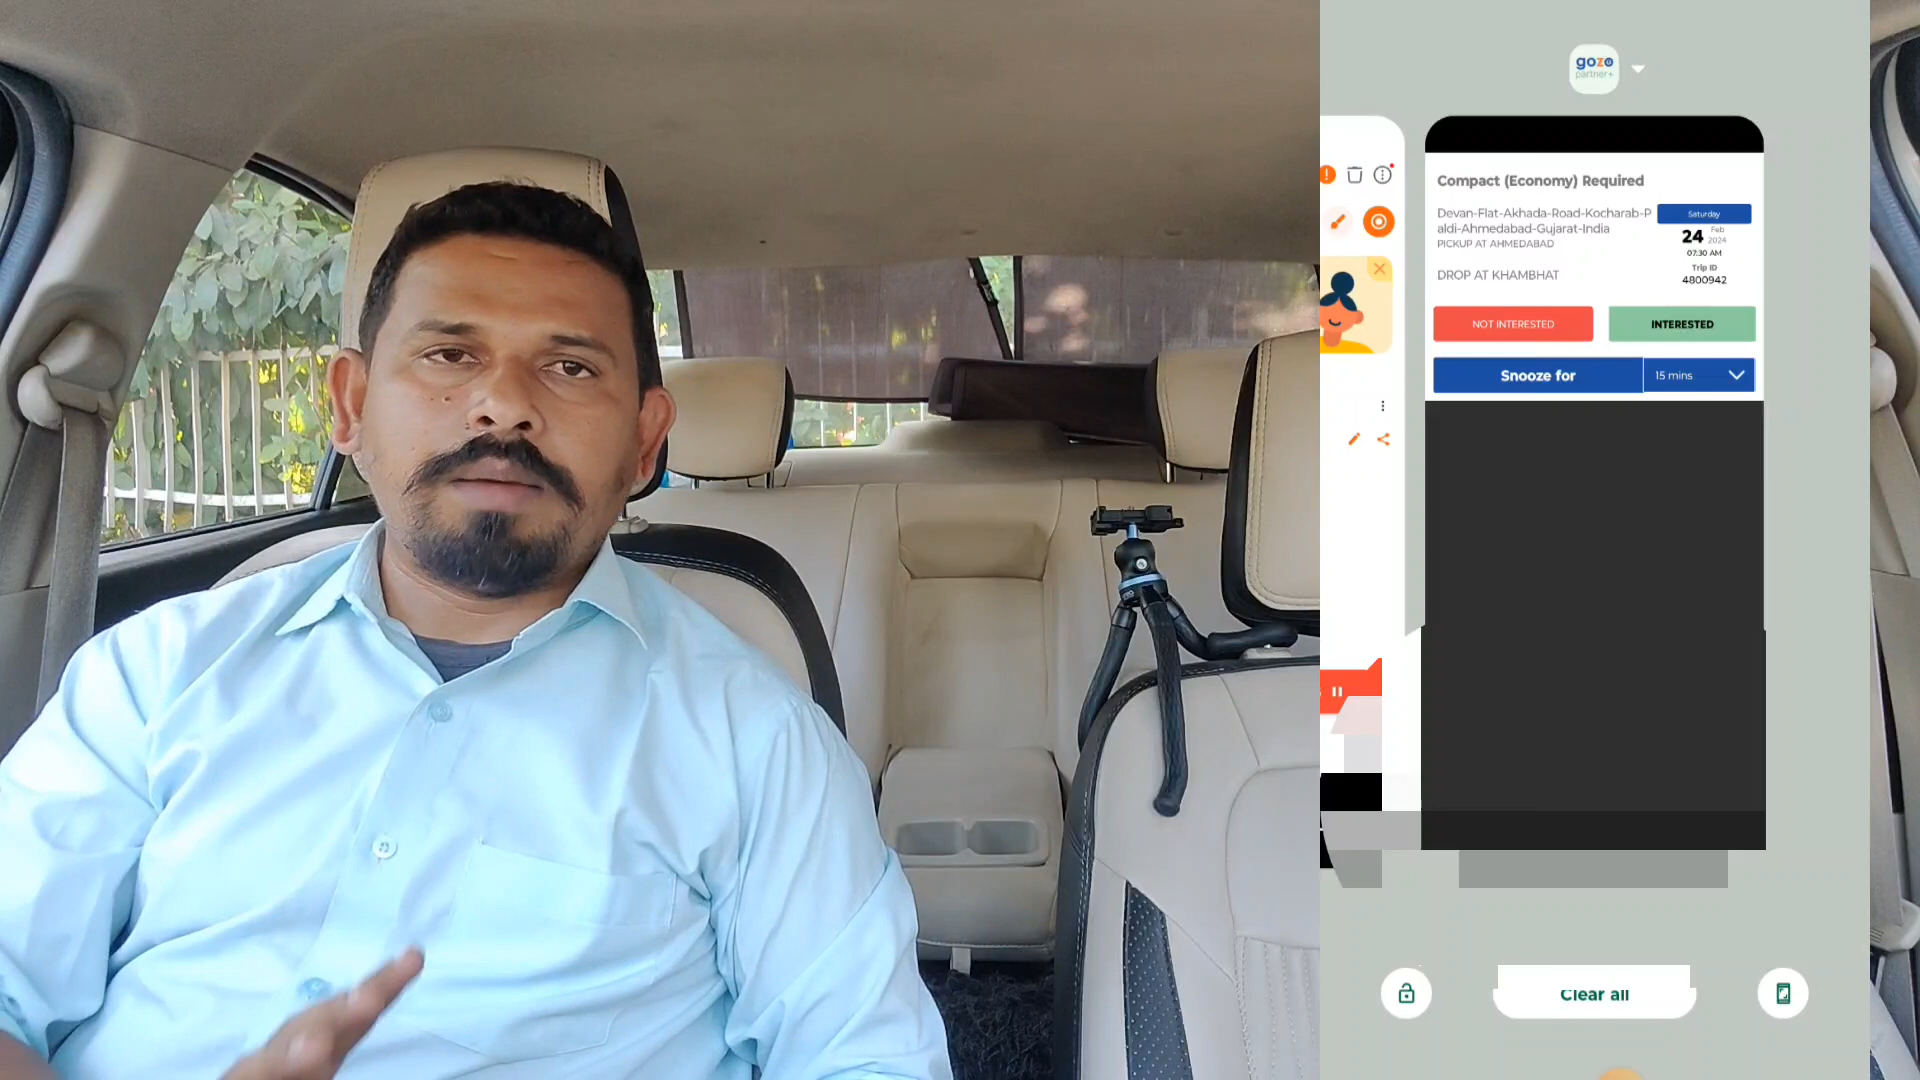 gozo
partner+
Compact (Economy) Required
Devan-Flat-Akhada-Road-Kocharab-P
aldi-Ahmedabad-Gujarat-India
PICKUP AT AHMEDABAD
DROP AT KHAMBHAT
Saturday
24 Feb
2024
07:30 AM
Trip ID
4800942
NOT INTERESTED
INTERESTED
Snooze for
15 mins
Clear all